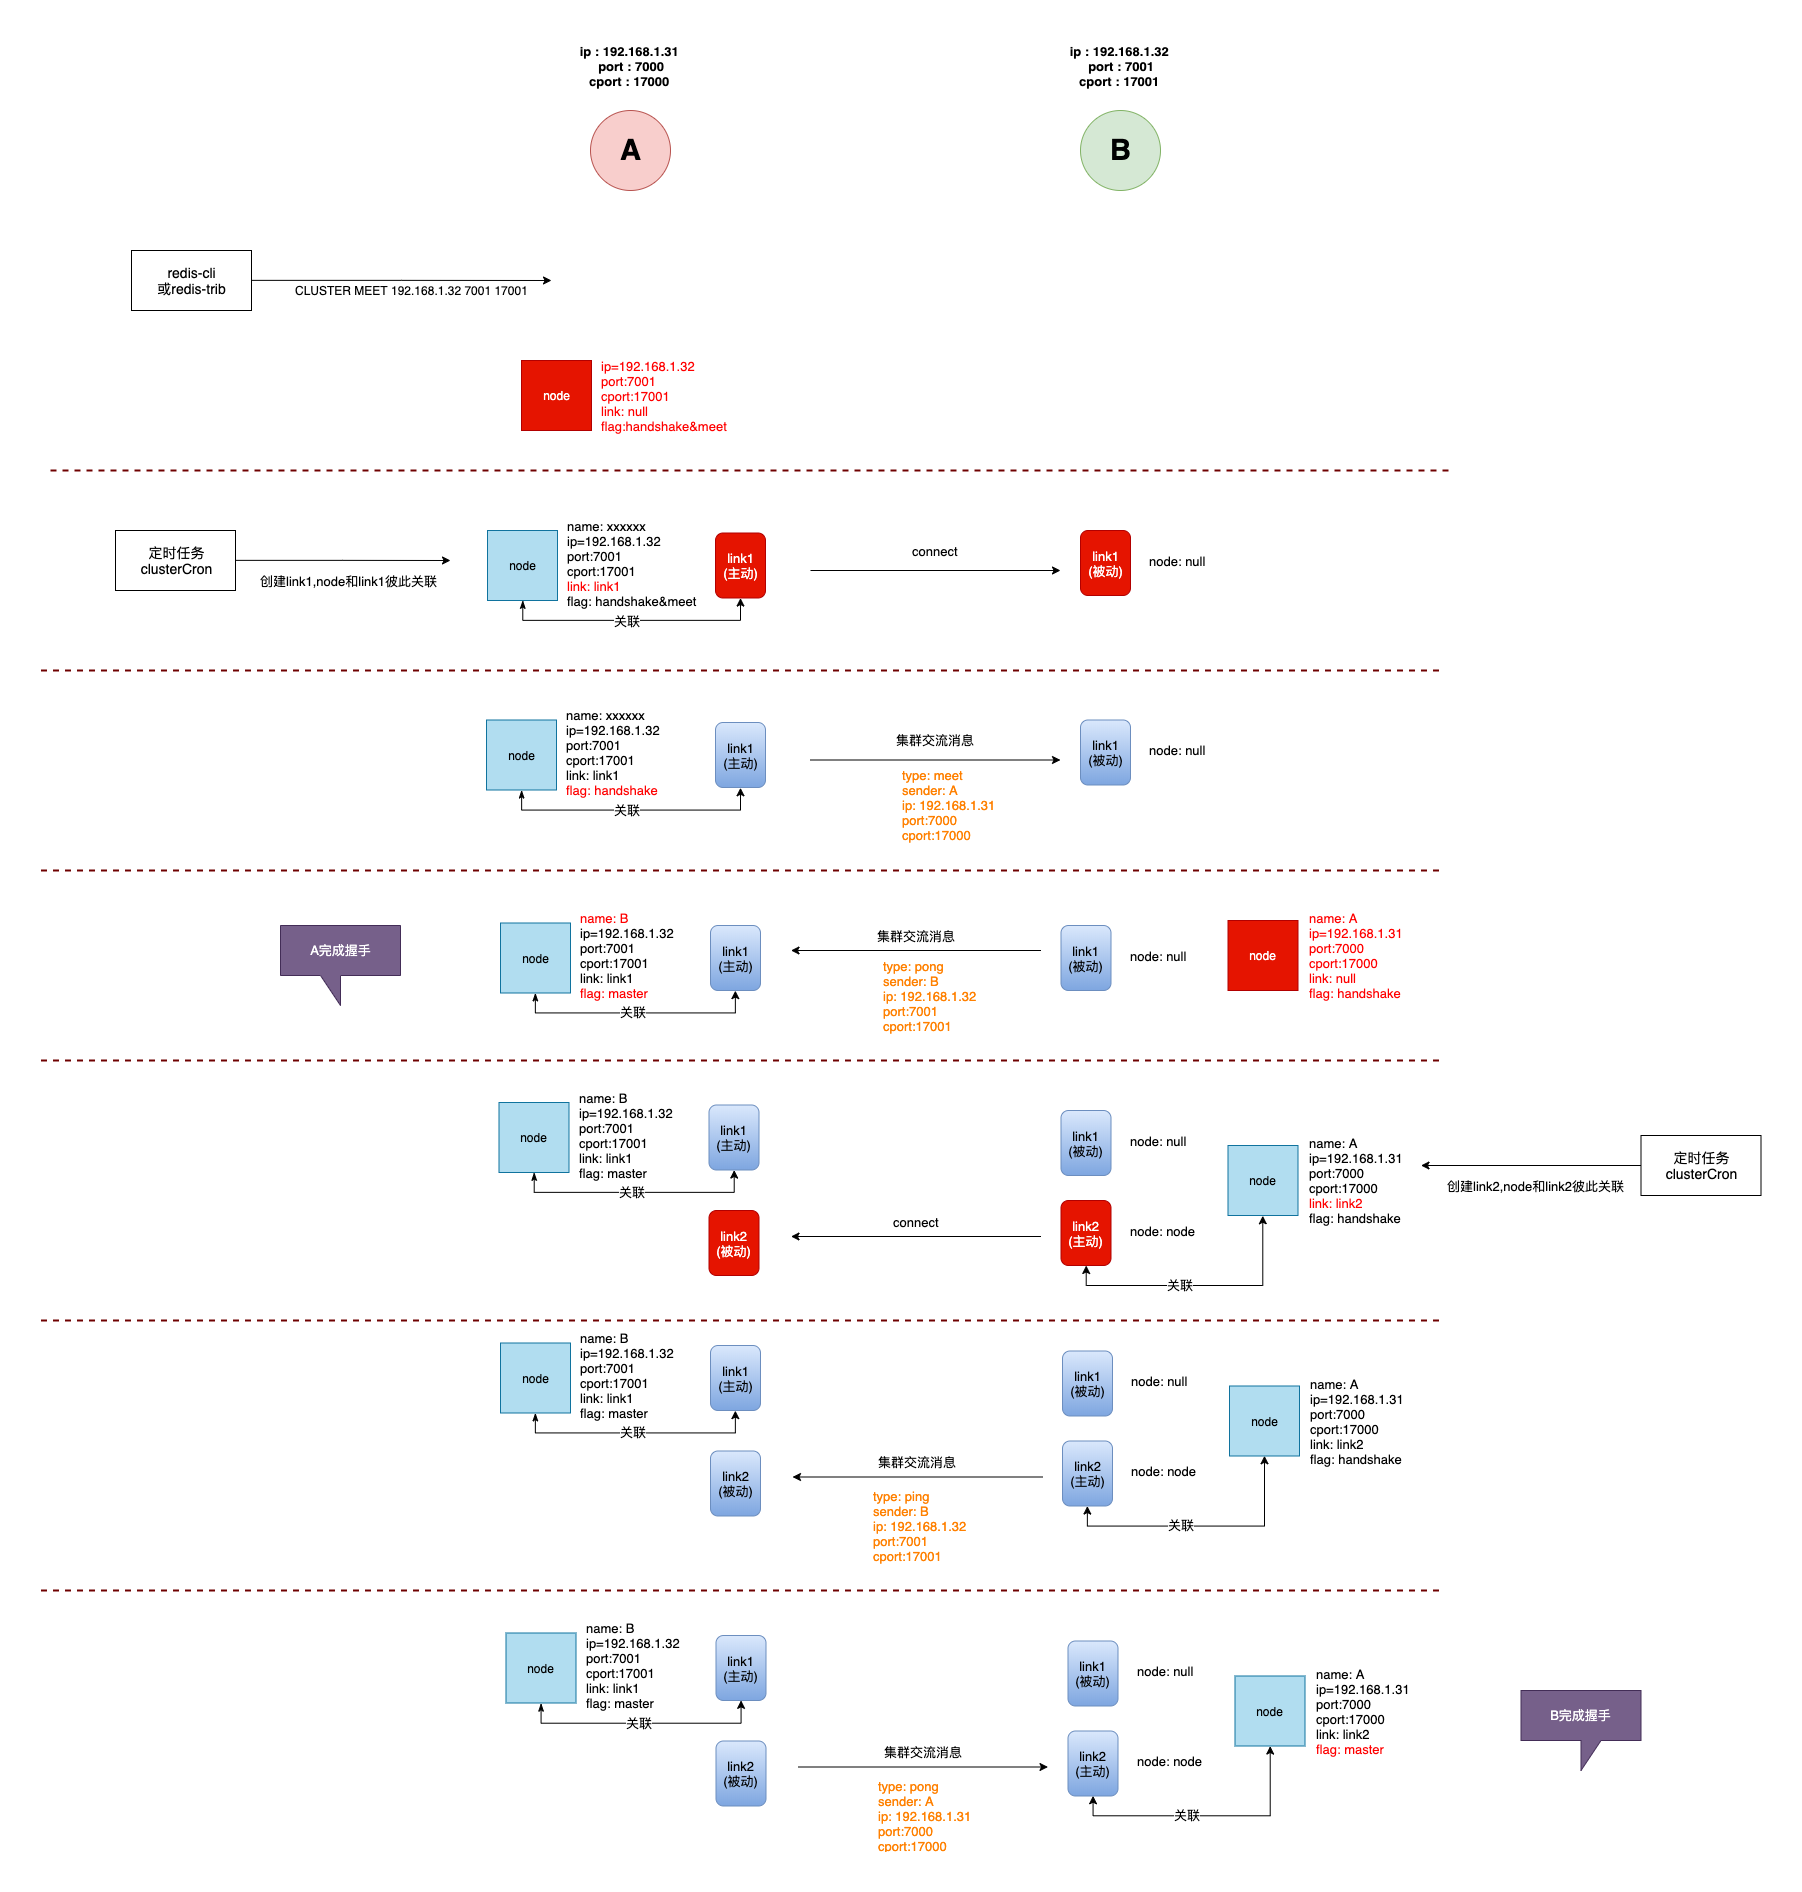 ip : 192.168.1.31
port : 7000
cport : 17000
ip : 192.168.1.32
port : 7001
cport : 17001
A
B
redis-cli
或redis-trib
CLUSTER MEET 192.168.1.32 7001 17001
node
ip=192.168.1.32
port:7001
cport:17001
link: null
flag:handshake&meet
定时任务
clusterCron
创建link1,node和link1彼此关联
node
name: xxxxxx
ip=192.168.1.32
port:7001
cport:17001
link: link1
flag: handshake&meet
关联
link1
(主动)
connect
link1
(被动)
node: null
node
name: xxxxxx
ip=192.168.1.32
port:7001
cport:17001
link: link1
flag: handshake
关联
link1
(主动)
集群交流消息
type: meet
sender: A
ip: 192.168.1.31
port:7000
cport:17000
link1
(被动)
node: null
A完成握手
node
name: B
ip=192.168.1.32
port:7001
cport:17001
link: link1
flag: master
关联
link1
(主动)
集群交流消息
type: pong
sender: B
ip: 192.168.1.32
port:7001
cport:17001
link1
(被动)
node: null
node
name: A
ip=192.168.1.31
port:7000
cport:17000
link: null
flag: handshake
node
name: B
ip=192.168.1.32
port:7001
cport:17001
link: link1
flag: master
关联
link1
(主动)
link2
(被动)
connect
link1
(被动)
node: null
link2
(主动)
node: node
关联
node
name: A
ip=192.168.1.31
port:7000
cport:17000
link: link2
flag: handshake
定时任务
clusterCron
创建link2,node和link2彼此关联
node
name: B
ip=192.168.1.32
port:7001
cport:17001
link: link1
flag: master
关联
link1
(主动)
link2
(被动)
集群交流消息
type: ping
sender: B
ip: 192.168.1.32
port:7001
cport:17001
link1
(被动)
node: null
link2
(主动)
node: node
关联
node
name: A
ip=192.168.1.31
port:7000
cport:17000
link: link2
flag: handshake
node
name: B
ip=192.168.1.32
port:7001
cport:17001
link: link1
flag: master
关联
link1
(主动)
link2
(被动)
集群交流消息
type: pong
sender: A
ip: 192.168.1.31
port:7000
cport:17000
link1
(被动)
node: null
link2
(主动)
node: node
关联
node
name: A
ip=192.168.1.31
port:7000
cport:17000
link: link2
flag: master
B完成握手